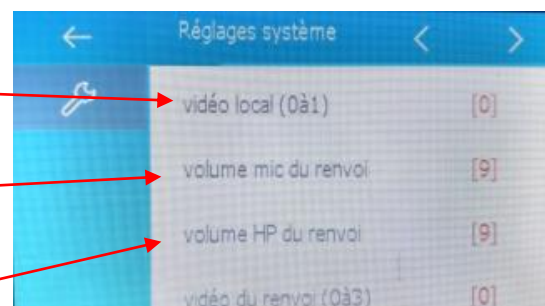 Réglages système
vidéo local (0à1) [0]
volume mic du renvoi [9]
volume HP du renvoi [9]
vidéo du renvoi (0à3) [0]